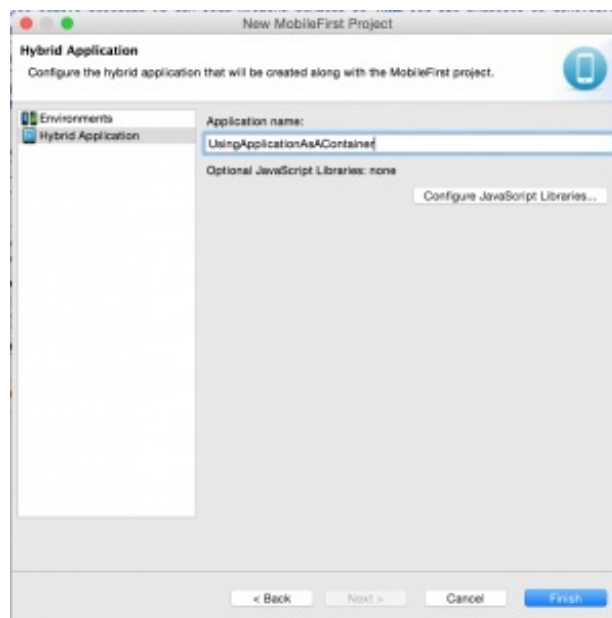 New MobileFirst Project
Hybrid Application
Configure the hybrid application that will be created along with the MobileFirst project.
Environments
Hybrid Application
Application name:
UsingApplicationAsAContainer
Optional JavaScript Libraries: none
Configure JavaScript Libraries...
< Back
Next >
Cancel
Finish